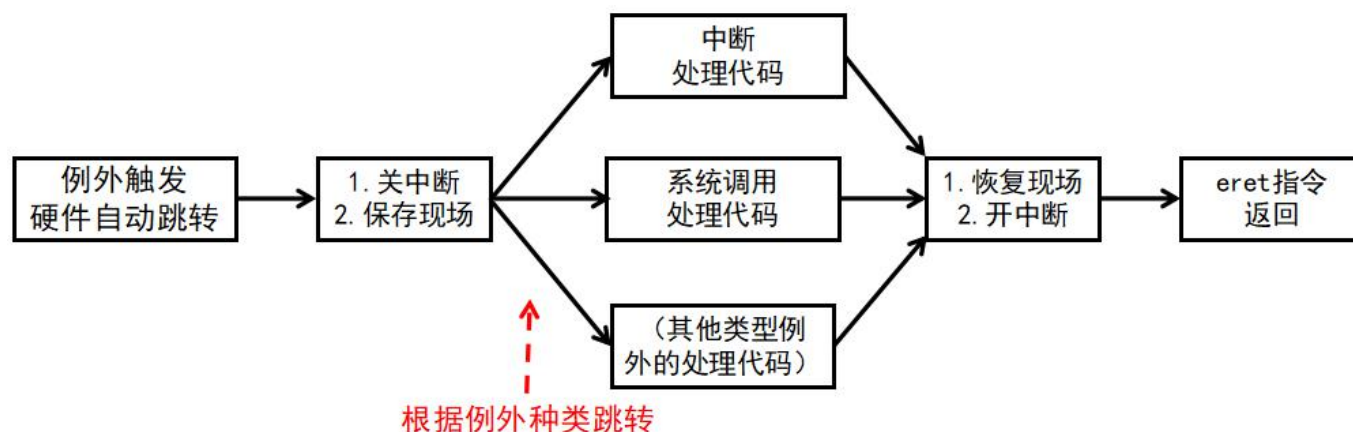 例外触发
硬件自动跳转
1.关中断
2.保存现场
中断
处理代码
系统调用
处理代码
（其他类型例
外的处理代码）
根据例外种类跳转
1.恢复现场
2.开中断
eret指令
返回